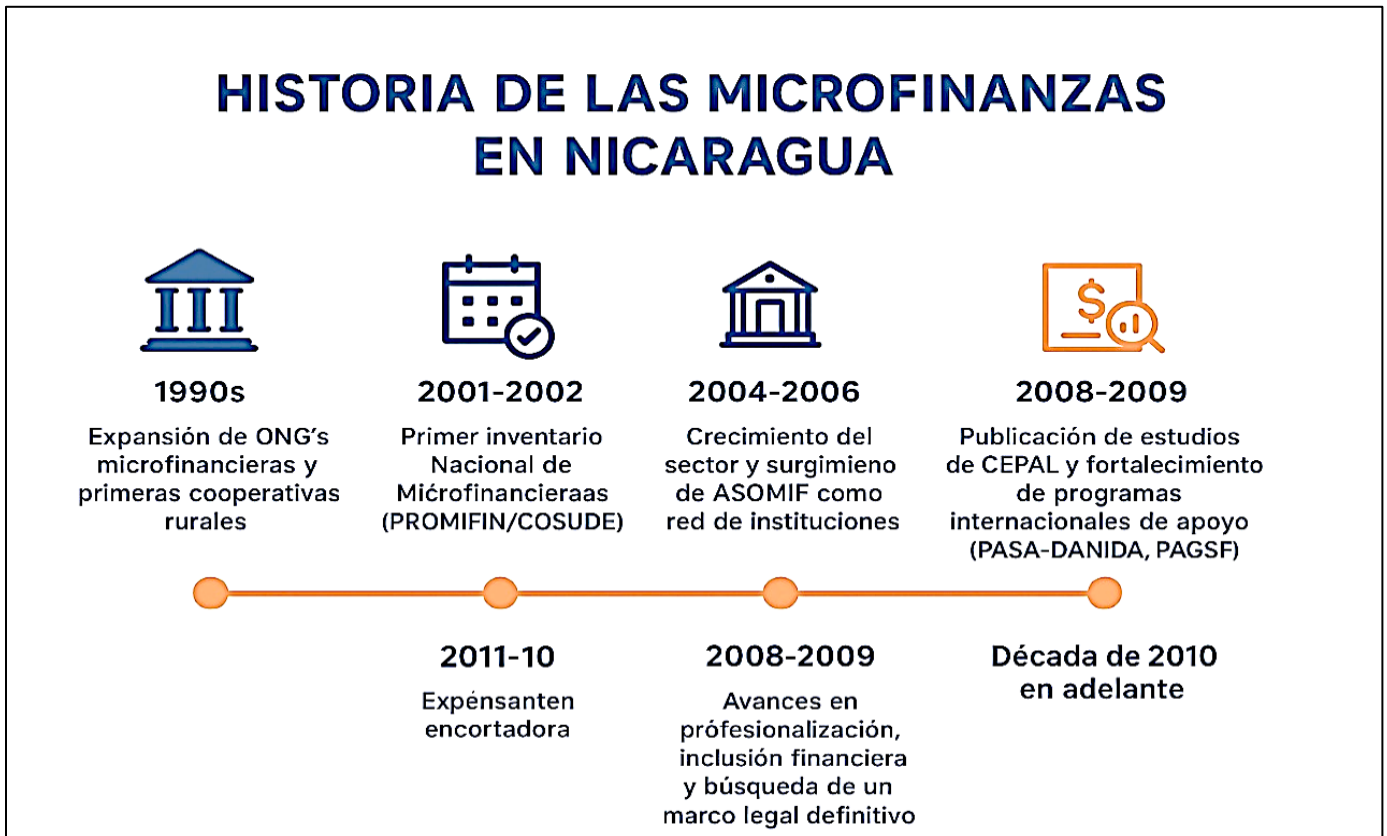 HISTORIA DE LAS MICROFINANZAS
EN NICARAGUA
1990s
Expansión de ONG's
microfinancieras y
primeras cooperativas
rurales
2001-2002
Primer inventario
Nacional de
Mićrofinancieraas
(PROMIFIN/COSUDE)
2004-2006
Crecimiento del
sector y surgimieno
de ASOMIF como
red de instituciones
$
2008-2009
Publicación de estudios
de CEPAL y fortalecimiento
de programas
internacionales de apoyo
(PASA-DANIDA, PAGSF)
2011-10
Expénsanten
encortadora
2008-2009
Avances en
prófesionalización,
inclusión financiera
y búsqueda de un
marco legal definitivo
Década de 2010
en adelante